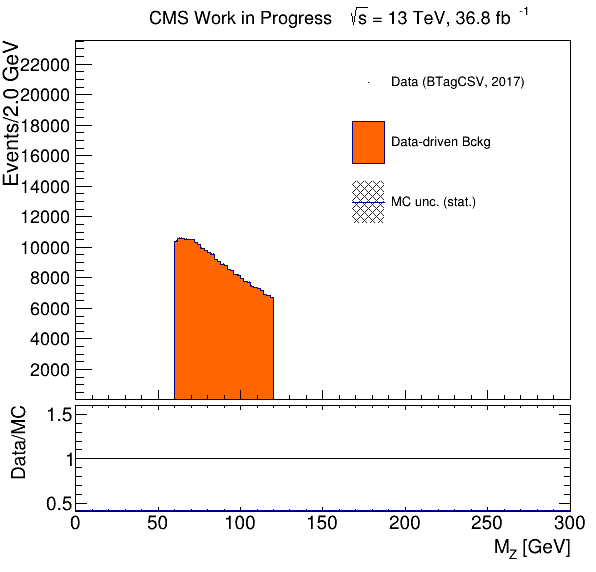 CMS Work in Progress √s = 13 TeV, 36.8 fb⁻¹
Events/2.0 GeV
22000
20000
18000
16000
14000
12000
10000
8000
6000
4000
2000
Data (BTagCSV, 2017)
Data-driven Bckg
MC unc. (stat.)
Data/MC
1.5
1
0.5
0 50 100 150 200 250 300
M_Z [GeV]